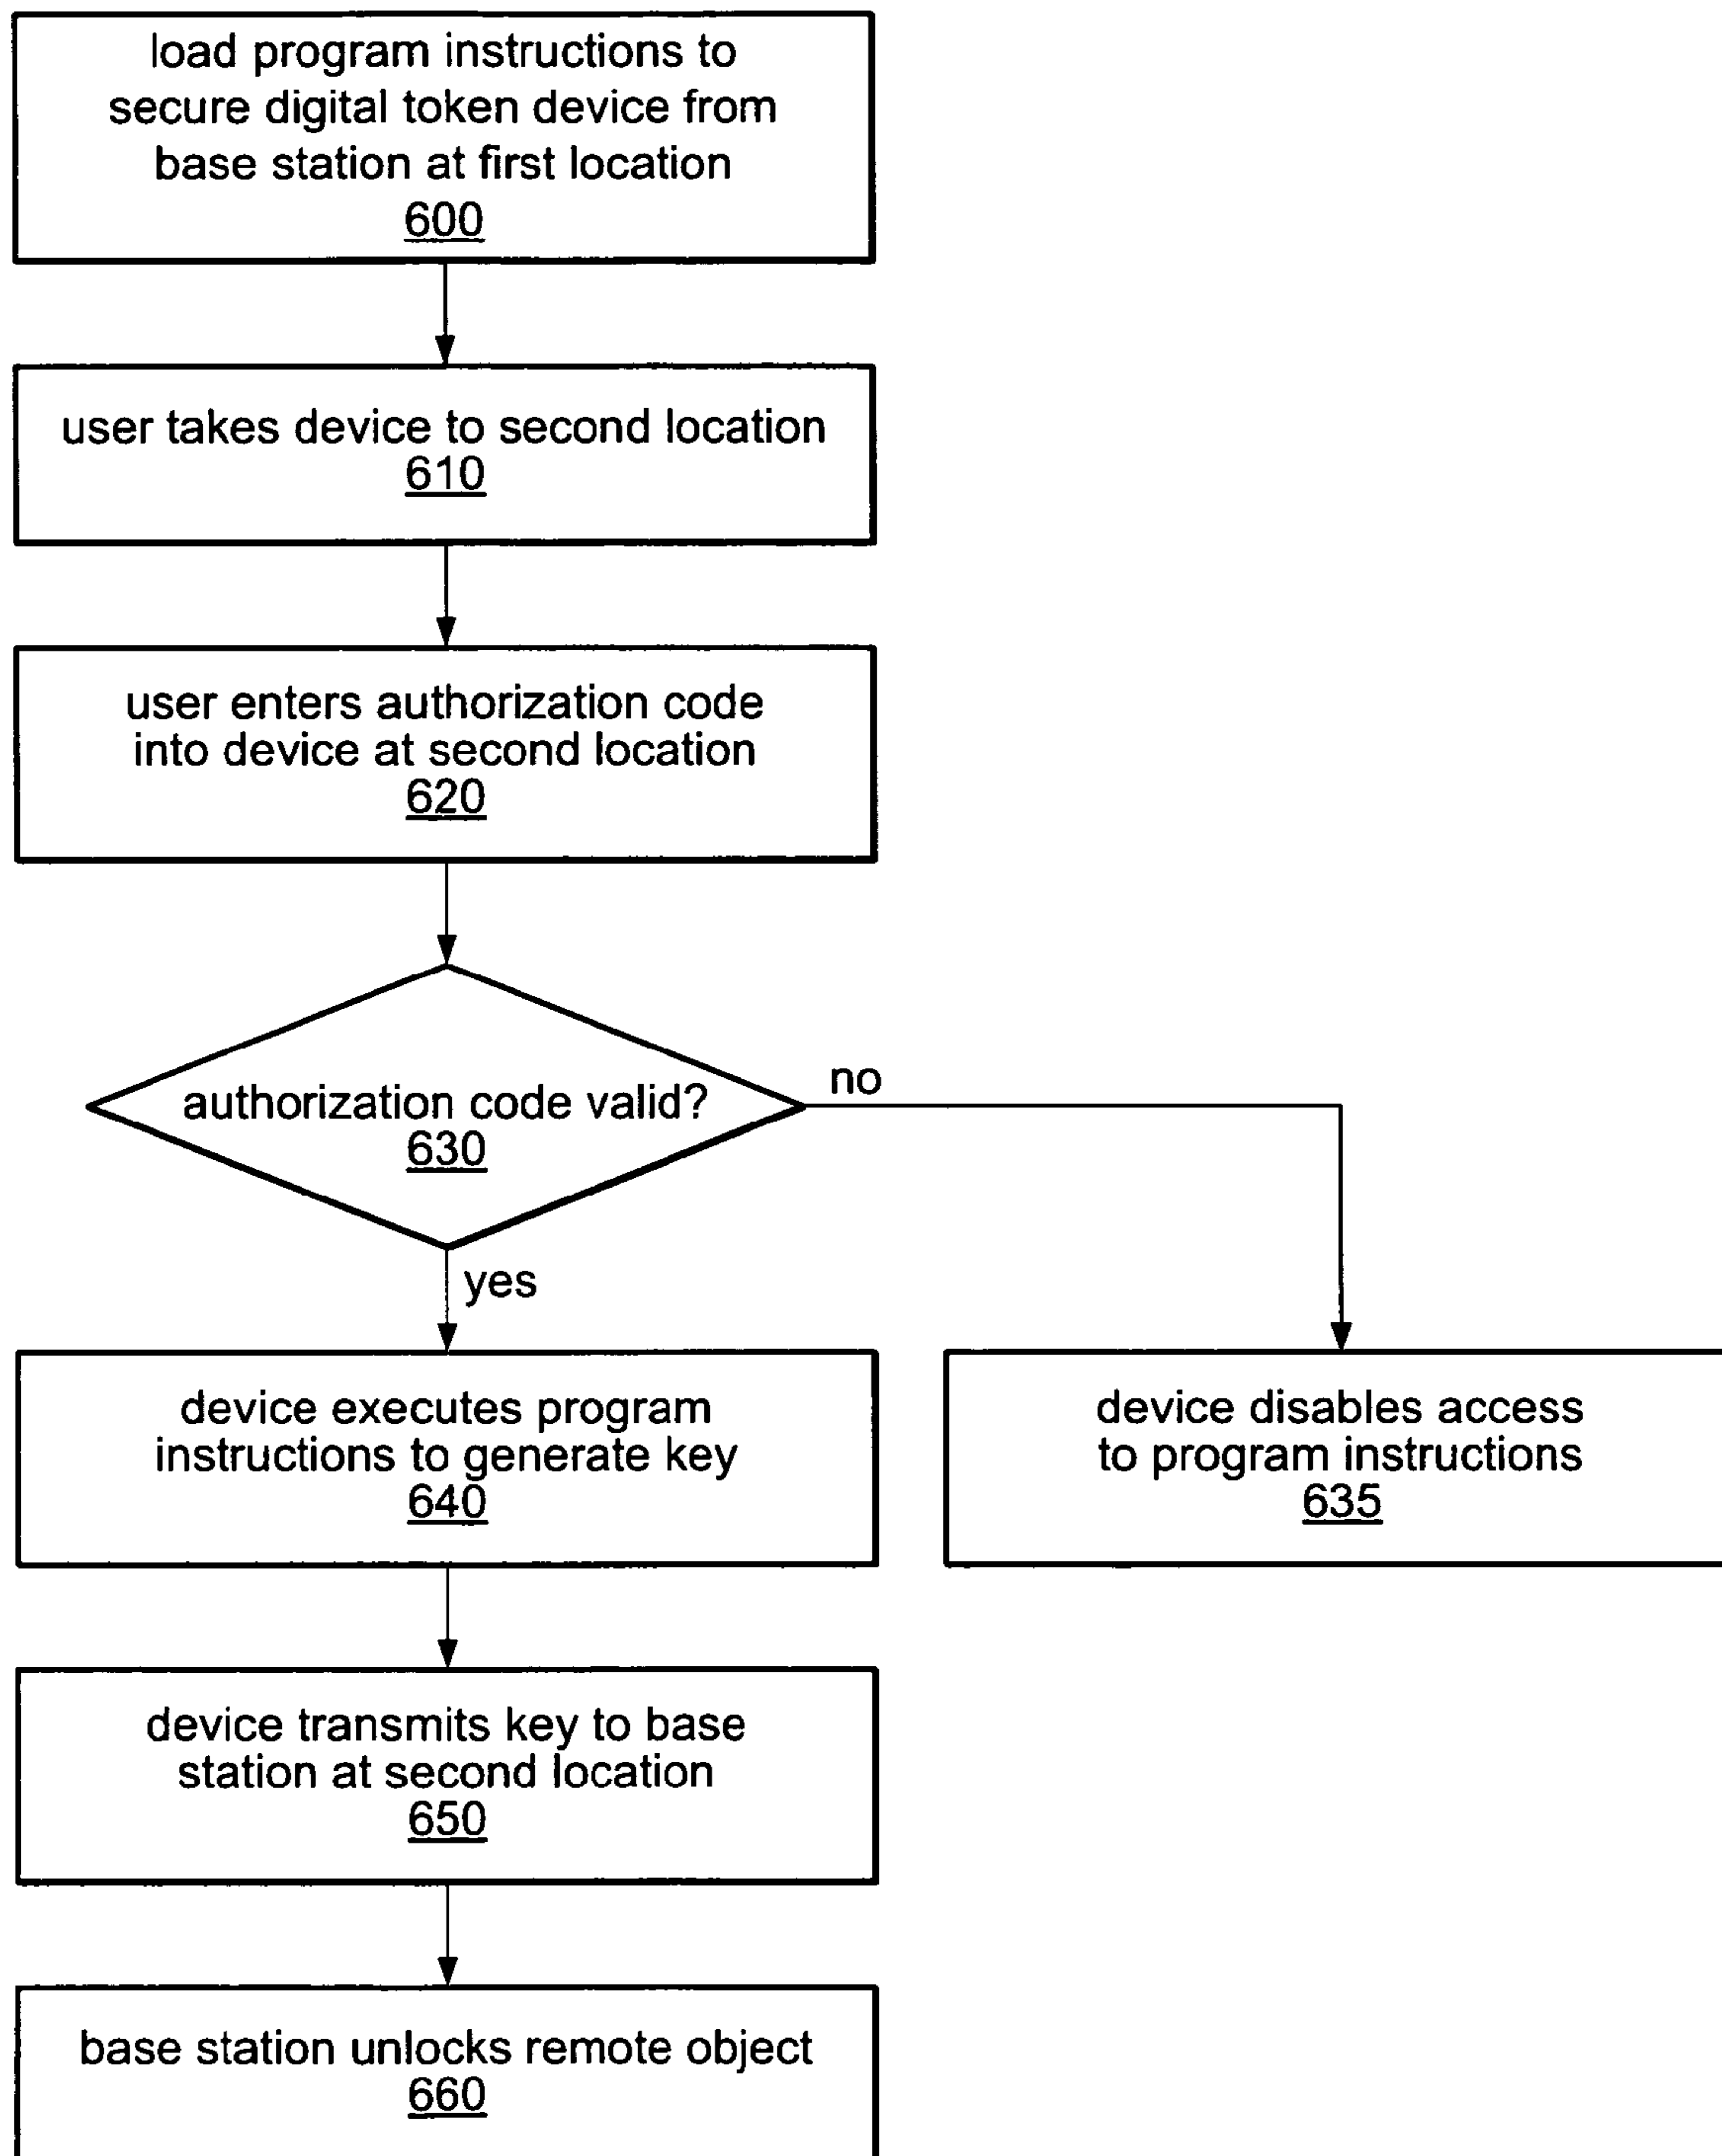 load program instructions to
secure digital token device from
base station at first location
600
user takes device to second location
610
user enters authorization code
into device at second location
620
authorization code valid?
630
no
yes
device executes program
instructions to generate key
640
device disables access
to program instructions
635
device transmits key to base
station at second location
650
base station unlocks remote object
660